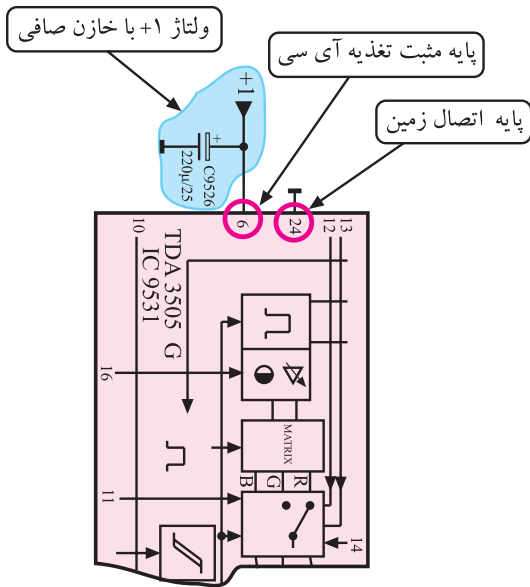 ولتاژ +۱ با خازن صافی
پایه مثبت تغذیه آی سی
پایه اتصال زمین
+1
+
C9526
220µ/25
10
6
24
12
13
TDA 3505 G
IC 9531
16
MATRIX
B G R
11
14